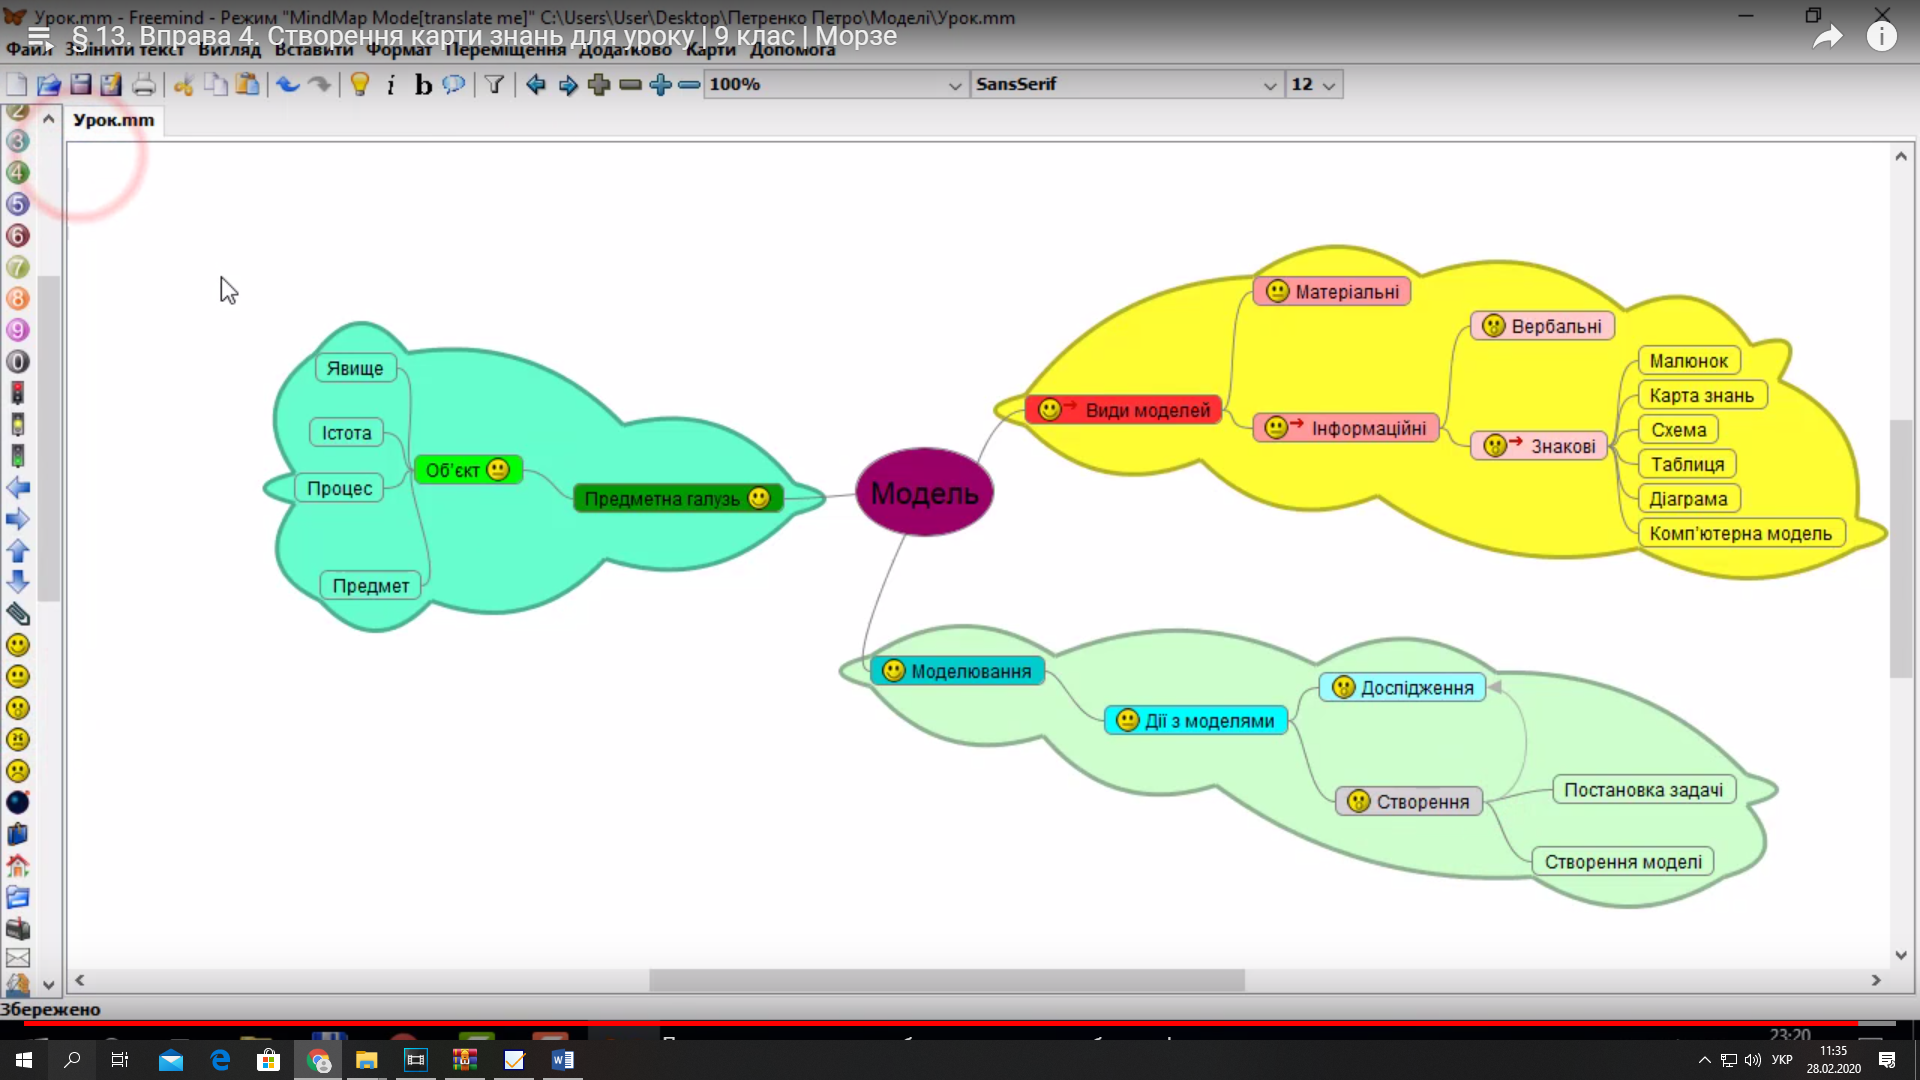 Урок.mm - Freemind - Режим "MindMap Mode[translate me]" C:\Users\User\Desktop\Петренко Петро\Моделі\Урок.mm
§ 13. Вправа 4. Створення карти знань для уроку | 9 клас | Морзе
Файл Змінити текст Вигляд Вставити Формат Переміщення Додатково Карти Допомога
100% SansSerif 12
Урок.mm
Явище
Істота
Процес
Предмет
Об'єкт
Предметна галузь
Модель
Види моделей
Матеріальні
Інформаційні
Вербальні
Знакові
Малюнок
Карта знань
Схема
Таблиця
Діаграма
Комп'ютерна модель
Моделювання
Дії з моделями
Дослідження
Створення
Постановка задачі
Створення моделі
Збережено
23:20
УКР
11:35
28.02.2020